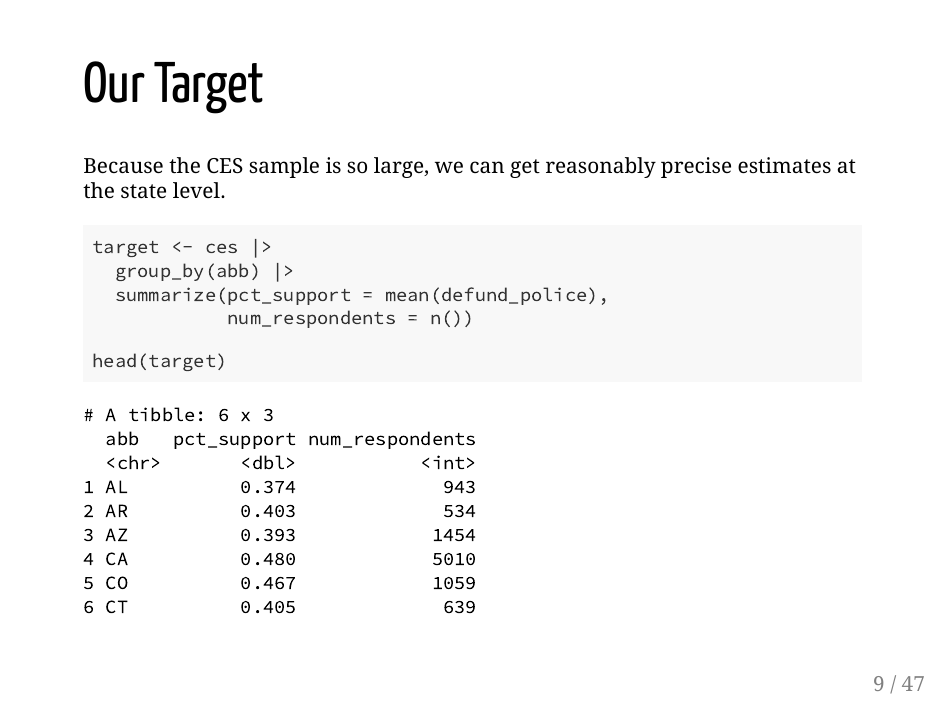 Our Target
Because the CES sample is so large, we can get reasonably precise estimates at
the state level.
target <- ces |>
  group_by(abb) |>
  summarize(pct_support = mean(defund_police),
            num_respondents = n())
head(target)
# A tibble: 6 x 3
  abb   pct_support num_respondents
  <chr>       <dbl>           <int>
1 AL          0.374             943
2 AR          0.403             534
3 AZ          0.393            1454
4 CA          0.480            5010
5 CO          0.467            1059
6 CT          0.405             639
9 / 47